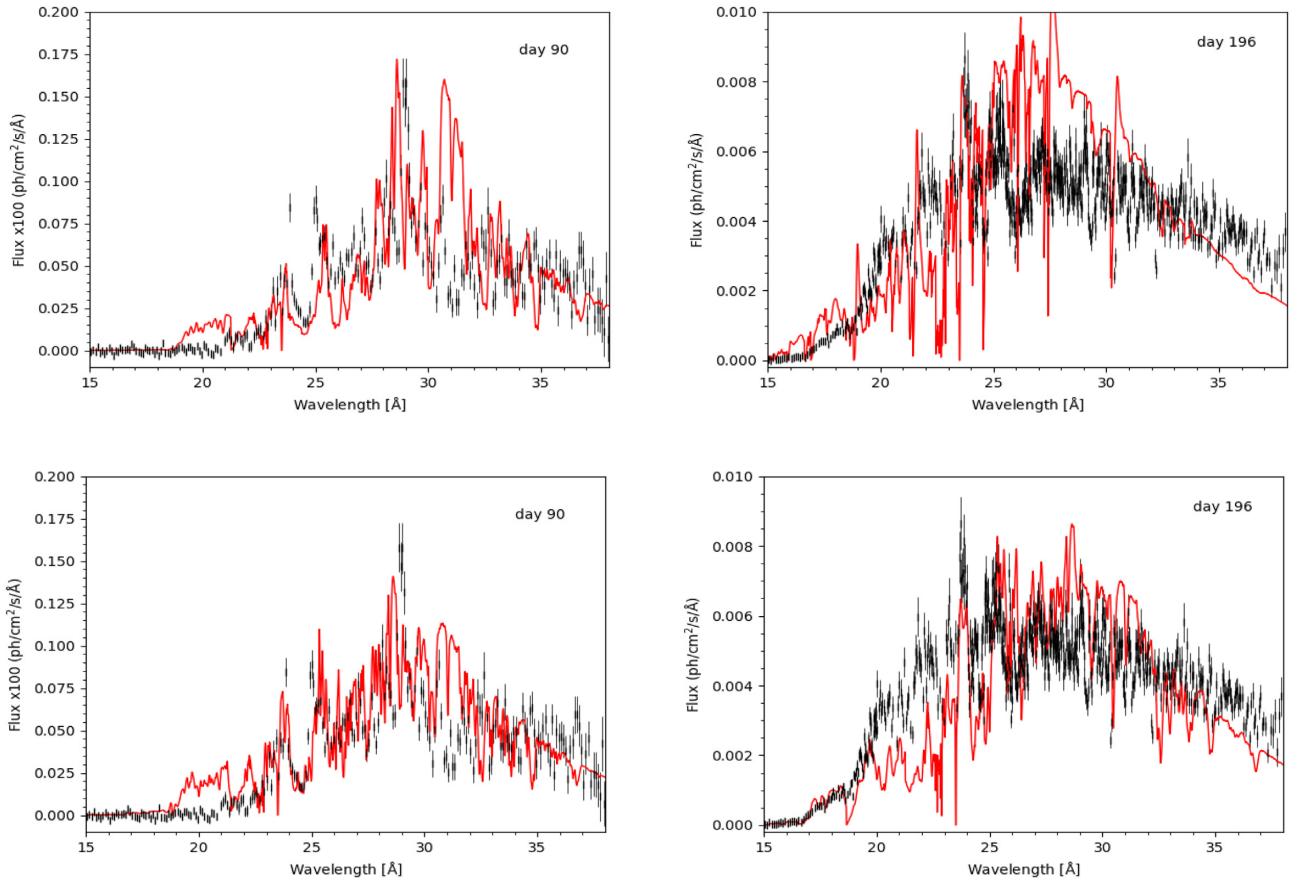 0.200
0.175
0.150
0.125
0.100
0.075
0.050
0.025
0.000
Flux x100 (ph/cm²/s/Å)
day 90
15 20 25 30 35
Wavelength [Å]
0.010
0.008
0.006
0.004
0.002
0.000
Flux (ph/cm²/s/Å)
day 196
15 20 25 30 35
Wavelength [Å]
0.200
0.175
0.150
0.125
0.100
0.075
0.050
0.025
0.000
Flux x100 (ph/cm²/s/Å)
day 90
15 20 25 30 35
Wavelength [Å]
0.010
0.008
0.006
0.004
0.002
0.000
Flux (ph/cm²/s/Å)
day 196
15 20 25 30 35
Wavelength [Å]